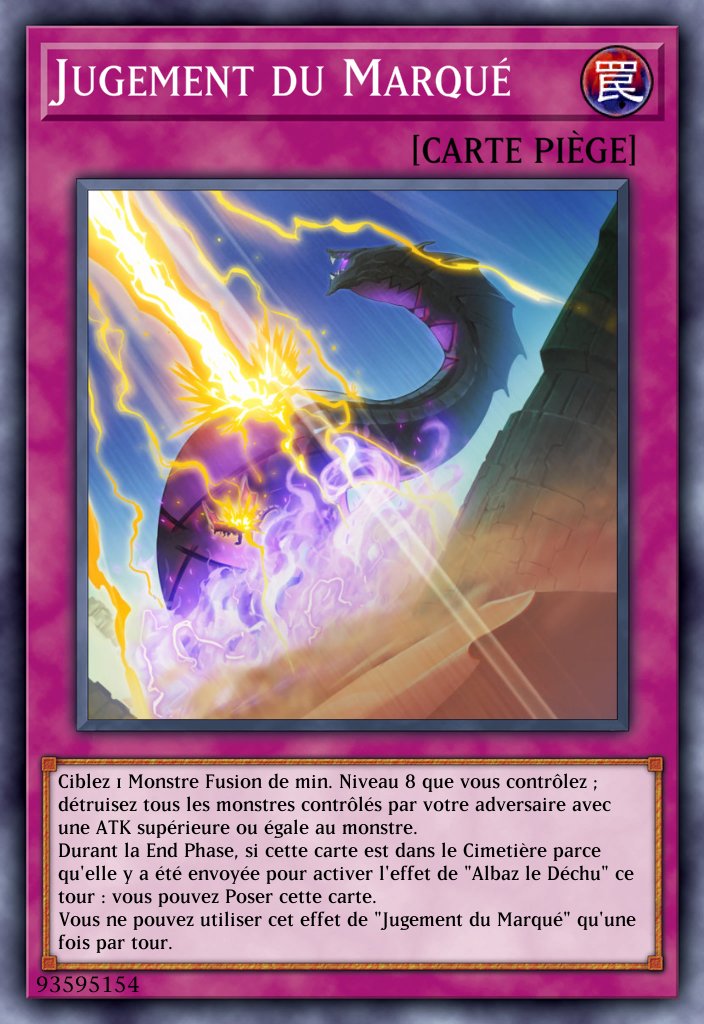 Jugement du Marqué
罠
[CARTE PIÈGE]
Ciblez 1 Monstre Fusion de min. Niveau 8 que vous contrôlez ;
détruisez tous les monstres contrôlés par votre adversaire avec
une ATK supérieure ou égale au monstre.
Durant la End Phase, si cette carte est dans le Cimetière parce
qu'elle y a été envoyée pour activer l'effet de "Albaz le Déchu" ce
tour : vous pouvez Poser cette carte.
Vous ne pouvez utiliser cet effet de "Jugement du Marqué" qu'une
fois par tour.
93595154